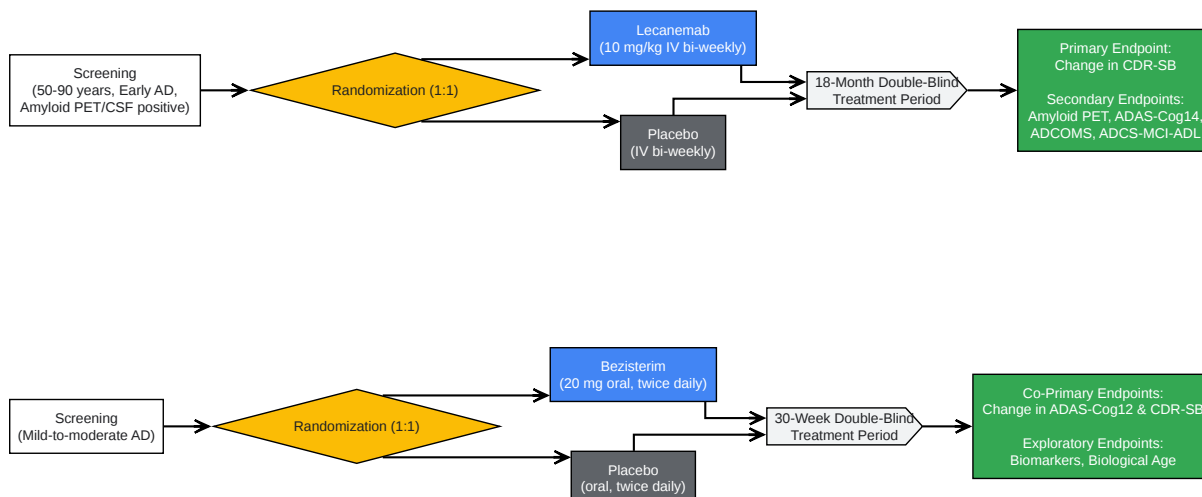 Screening
(50-90 years, Early AD,
Amyloid PET/CSF positive)
Randomization (1:1)
Lecanemab
(10 mg/kg IV bi-weekly)
Placebo
(IV bi-weekly)
18-Month Double-Blind
Treatment Period
Primary Endpoint:
Change in CDR-SB
Secondary Endpoints:
Amyloid PET, ADAS-Cog14,
ADCOMS, ADCS-MCI-ADL
Screening
(Mild-to-moderate AD)
Randomization (1:1)
Bezisterim
(20 mg oral, twice daily)
Placebo
(oral, twice daily)
30-Week Double-Blind
Treatment Period
Co-Primary Endpoints:
Change in ADAS-Cog12 & CDR-SB
Exploratory Endpoints:
Biomarkers, Biological Age